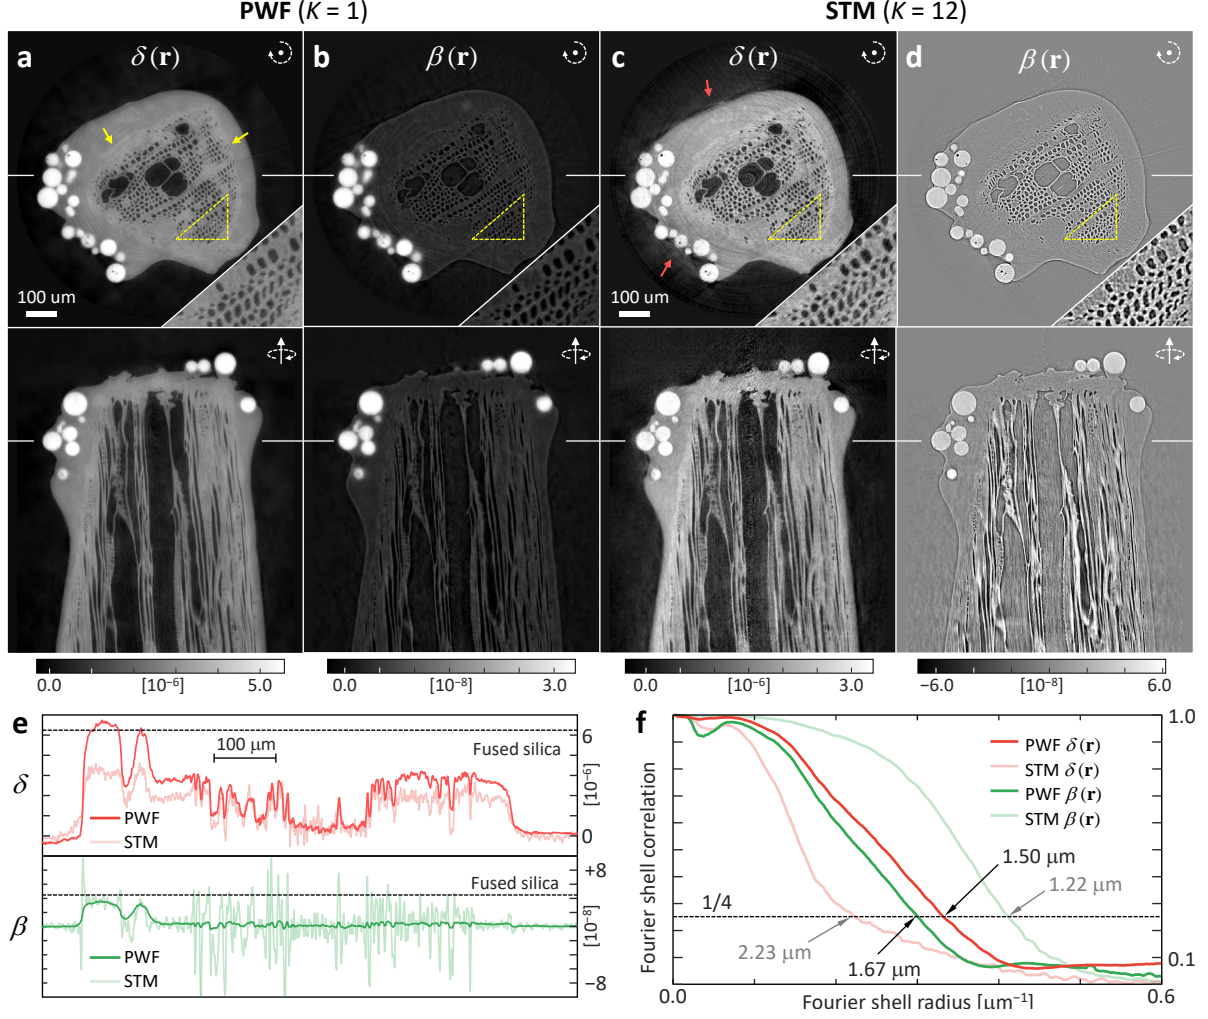 PWF (K = 1)
STM (K = 12)
a
δ(r)
b
β(r)
c
δ(r)
d
β(r)
100 um
100 um
0.0 [10⁻⁶] 5.0
0.0 [10⁻⁸] 3.0
0.0 [10⁻⁶] 3.0
−6.0 [10⁻⁸] 6.0
e
100 μm
Fused silica
6
δ
[10⁻⁶]
PWF
STM
0
+8
Fused silica
β
[10⁻⁸]
PWF
STM
−8
f
1.0
PWF δ(r)
STM δ(r)
PWF β(r)
STM β(r)
Fourier shell correlation
1.50 μm
1.22 μm
1/4
2.23 μm
1.67 μm
0.1
0.0
Fourier shell radius [μm⁻¹]
0.6